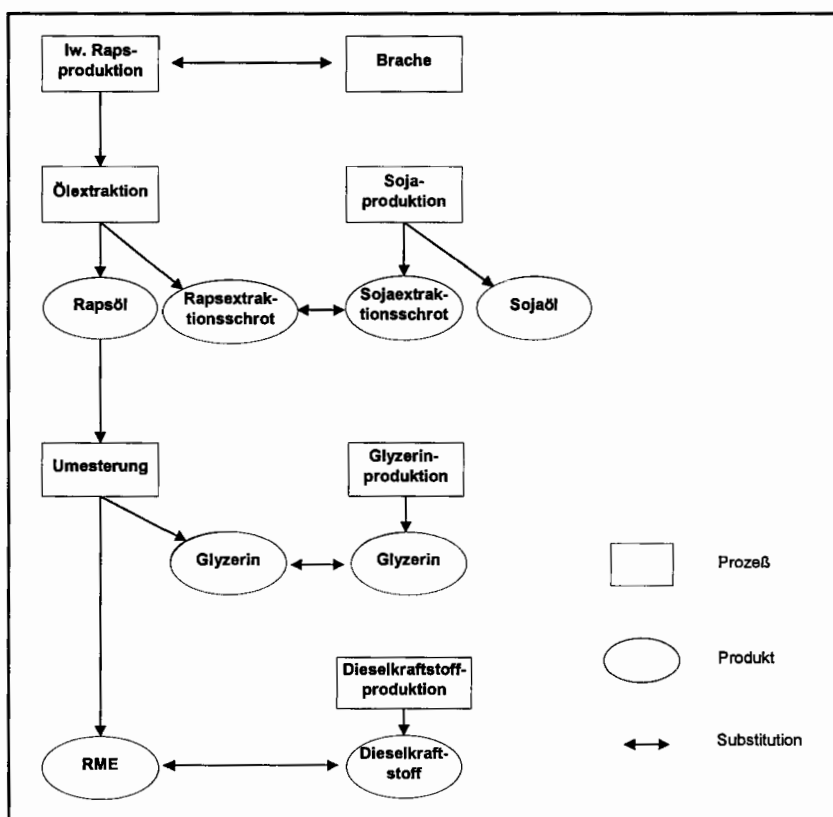 lw. Raps-
produktion
Brache
Ölextraktion
Soja-
produktion
Rapsöl
Rapsextrak-
tionsschrot
Sojaextrak-
tionsschrot
Sojaöl
Umesterung
Glyzerin-
produktion
Glyzerin
Glyzerin
Prozeß
Dieselkraftstoff-
produktion
Produkt
RME
Dieselkraft-
stoff
Substitution